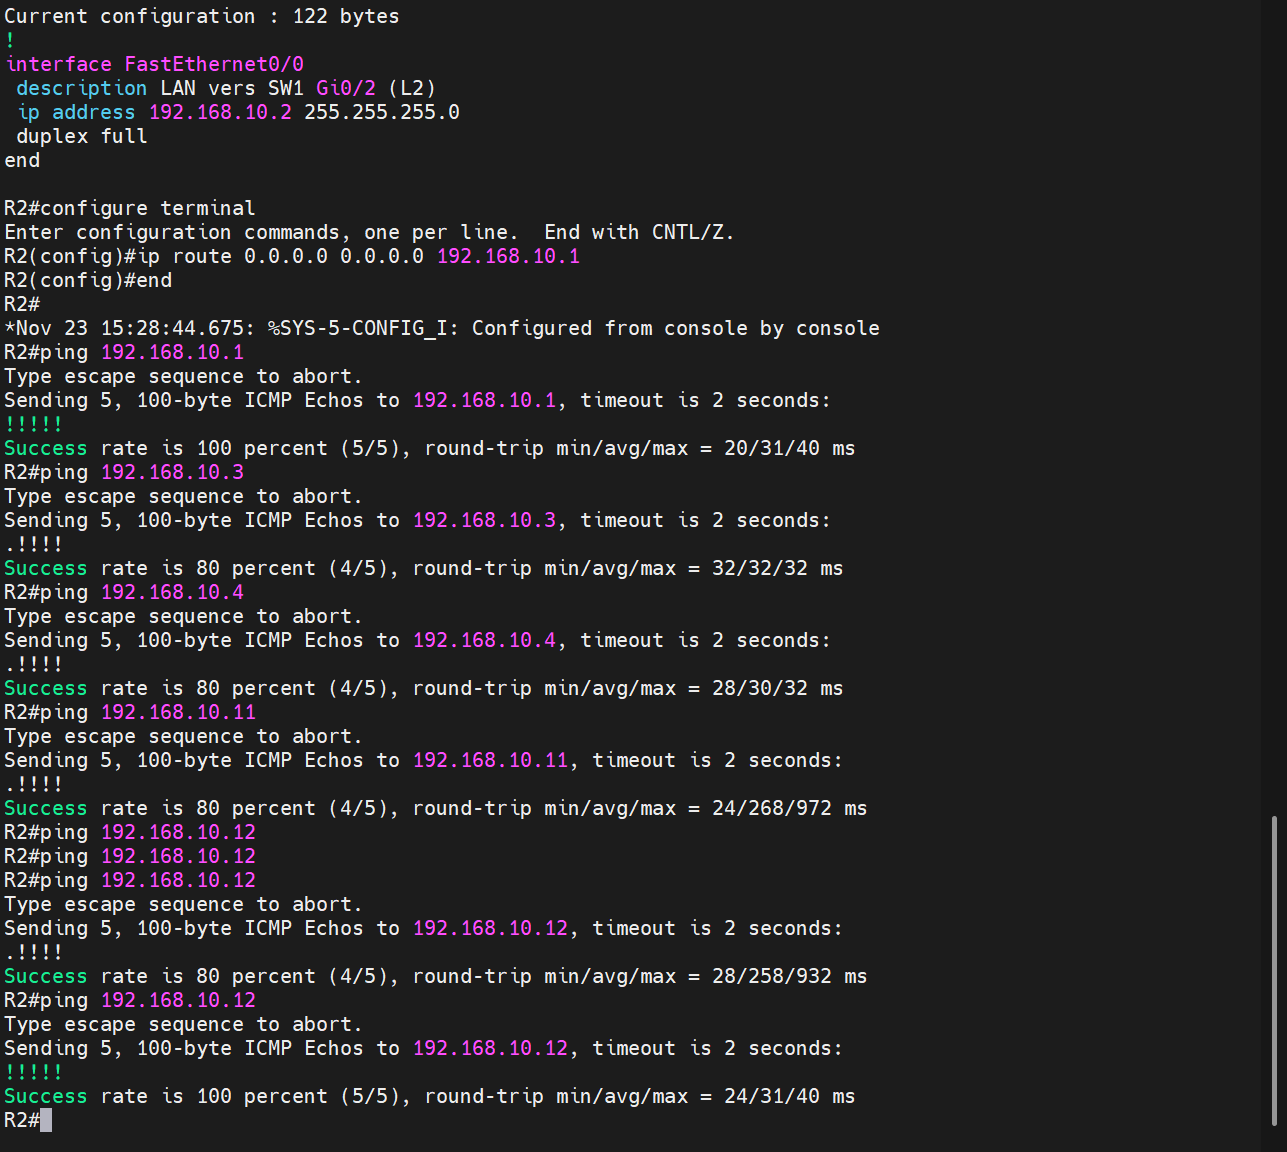 Current configuration : 122 bytes
!
interface FastEthernet0/0
 description LAN vers SW1 Gi0/2 (L2)
 ip address 192.168.10.2 255.255.255.0
 duplex full
end

R2#configure terminal
Enter configuration commands, one per line.  End with CNTL/Z.
R2(config)#ip route 0.0.0.0 0.0.0.0 192.168.10.1
R2(config)#end
R2#
*Nov 23 15:28:44.675: %SYS-5-CONFIG_I: Configured from console by console
R2#ping 192.168.10.1
Type escape sequence to abort.
Sending 5, 100-byte ICMP Echos to 192.168.10.1, timeout is 2 seconds:
!!!!!
Success rate is 100 percent (5/5), round-trip min/avg/max = 20/31/40 ms
R2#ping 192.168.10.3
Type escape sequence to abort.
Sending 5, 100-byte ICMP Echos to 192.168.10.3, timeout is 2 seconds:
.!!!!
Success rate is 80 percent (4/5), round-trip min/avg/max = 32/32/32 ms
R2#ping 192.168.10.4
Type escape sequence to abort.
Sending 5, 100-byte ICMP Echos to 192.168.10.4, timeout is 2 seconds:
.!!!!
Success rate is 80 percent (4/5), round-trip min/avg/max = 28/30/32 ms
R2#ping 192.168.10.11
Type escape sequence to abort.
Sending 5, 100-byte ICMP Echos to 192.168.10.11, timeout is 2 seconds:
.!!!!
Success rate is 80 percent (4/5), round-trip min/avg/max = 24/268/972 ms
R2#ping 192.168.10.12
R2#ping 192.168.10.12
R2#ping 192.168.10.12
Type escape sequence to abort.
Sending 5, 100-byte ICMP Echos to 192.168.10.12, timeout is 2 seconds:
.!!!!
Success rate is 80 percent (4/5), round-trip min/avg/max = 28/258/932 ms
R2#ping 192.168.10.12
Type escape sequence to abort.
Sending 5, 100-byte ICMP Echos to 192.168.10.12, timeout is 2 seconds:
!!!!!
Success rate is 100 percent (5/5), round-trip min/avg/max = 24/31/40 ms
R2#